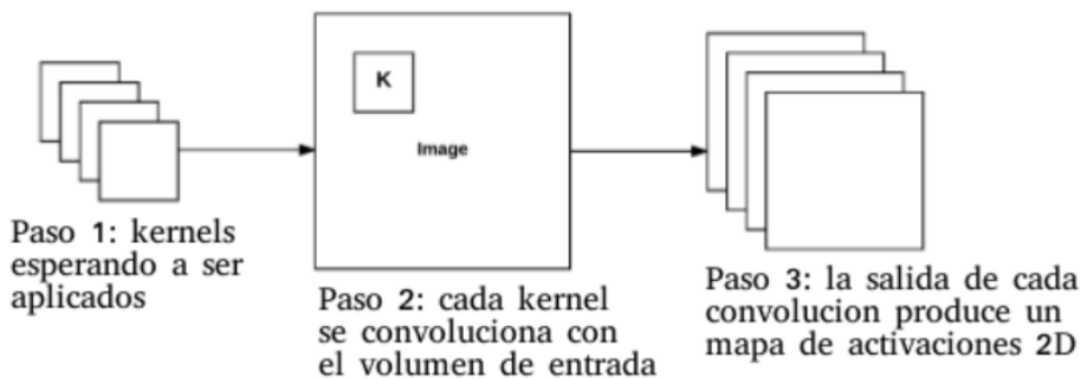 K
Image
Paso 1: kernels
esperando a ser
aplicados
Paso 2: cada kernel
se convoluciona con
el volumen de entrada
Paso 3: la salida de cada
convolucion produce un
mapa de activaciones 2D